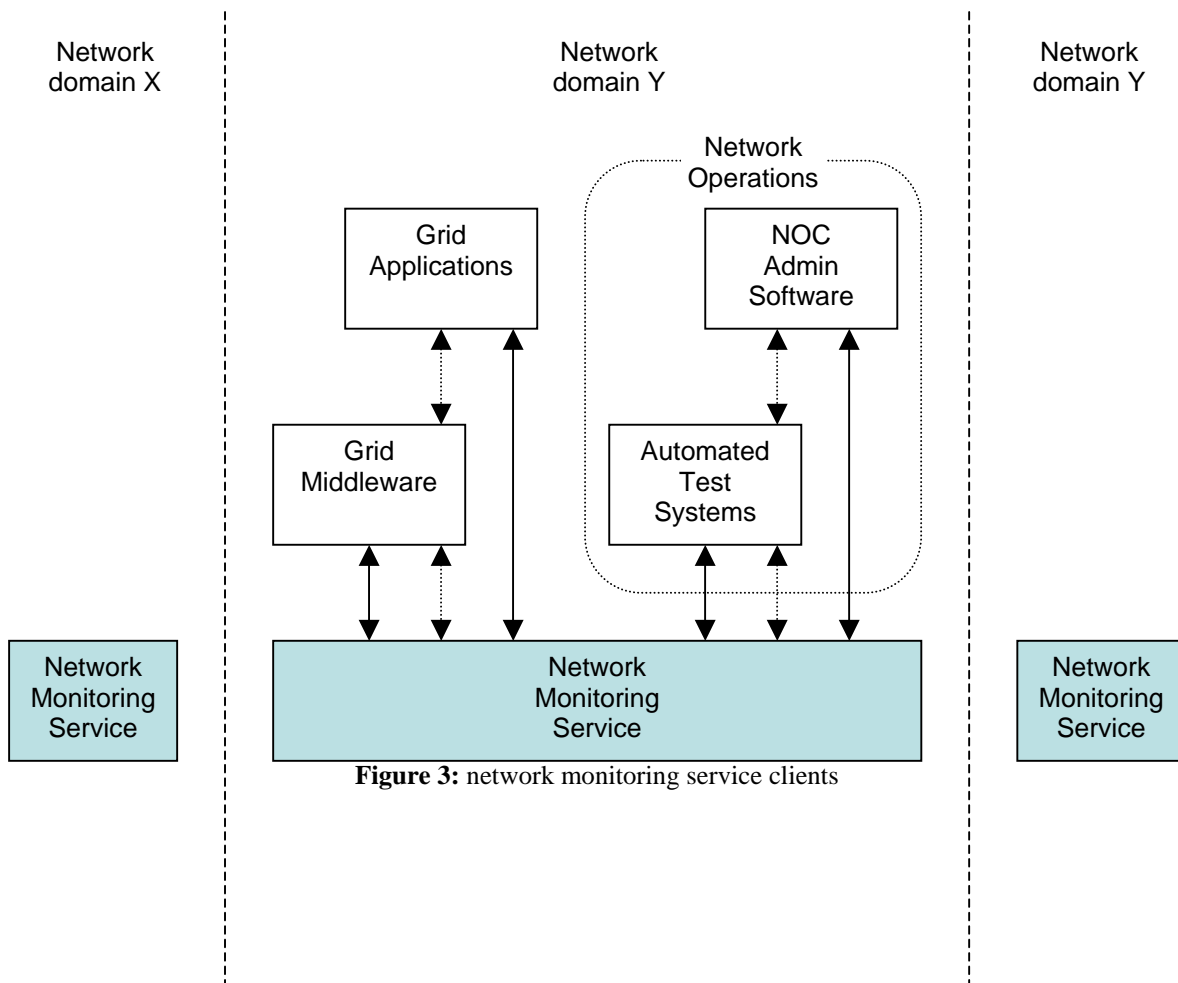 Network
domain X
Network
domain Y
Network
domain Y
Network
Operations
Grid
Applications
NOC
Admin
Software
Grid
Middleware
Automated
Test
Systems
Network
Monitoring
Service
Network
Monitoring
Service
Network
Monitoring
Service
Figure 3: network monitoring service clients